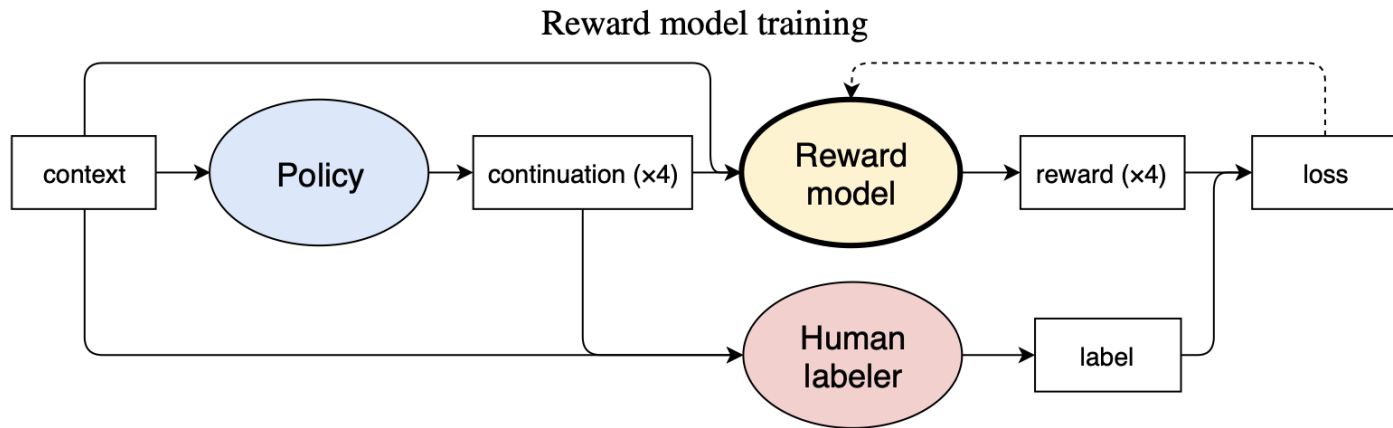 Reward model training
context
Policy
continuation (×4)
Reward
model
reward (×4)
loss
Human
labeler
label